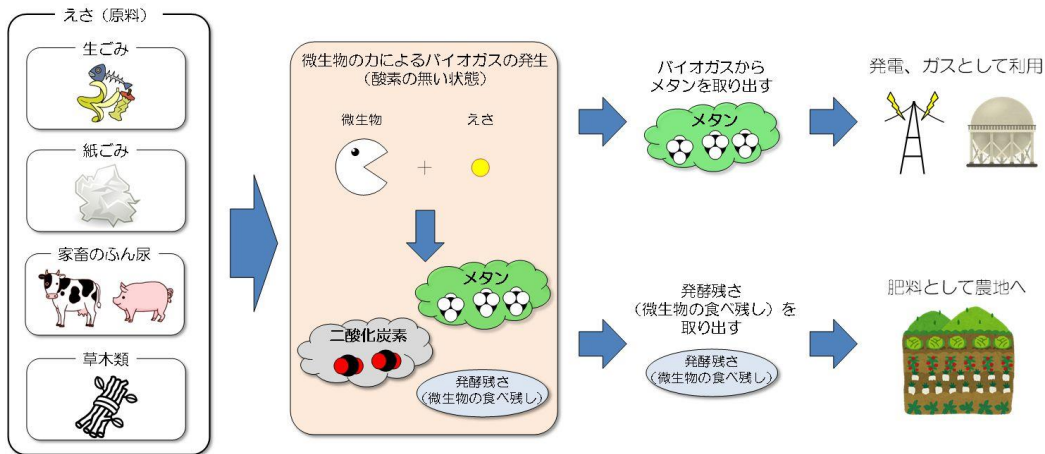 えさ（原料）
生ごみ
紙ごみ
家畜のふん尿
草木類
微生物の力によるバイオガスの発生
（酸素の無い状態）
微生物
えさ
+
メタン
二酸化炭素
発酵残さ
（微生物の食べ残し）
バイオガスから
メタンを取り出す
メタン
発電、ガスとして利用
発酵残さ
（微生物の食べ残し）を
取り出す
発酵残さ
（微生物の食べ残し）
肥料として農地へ